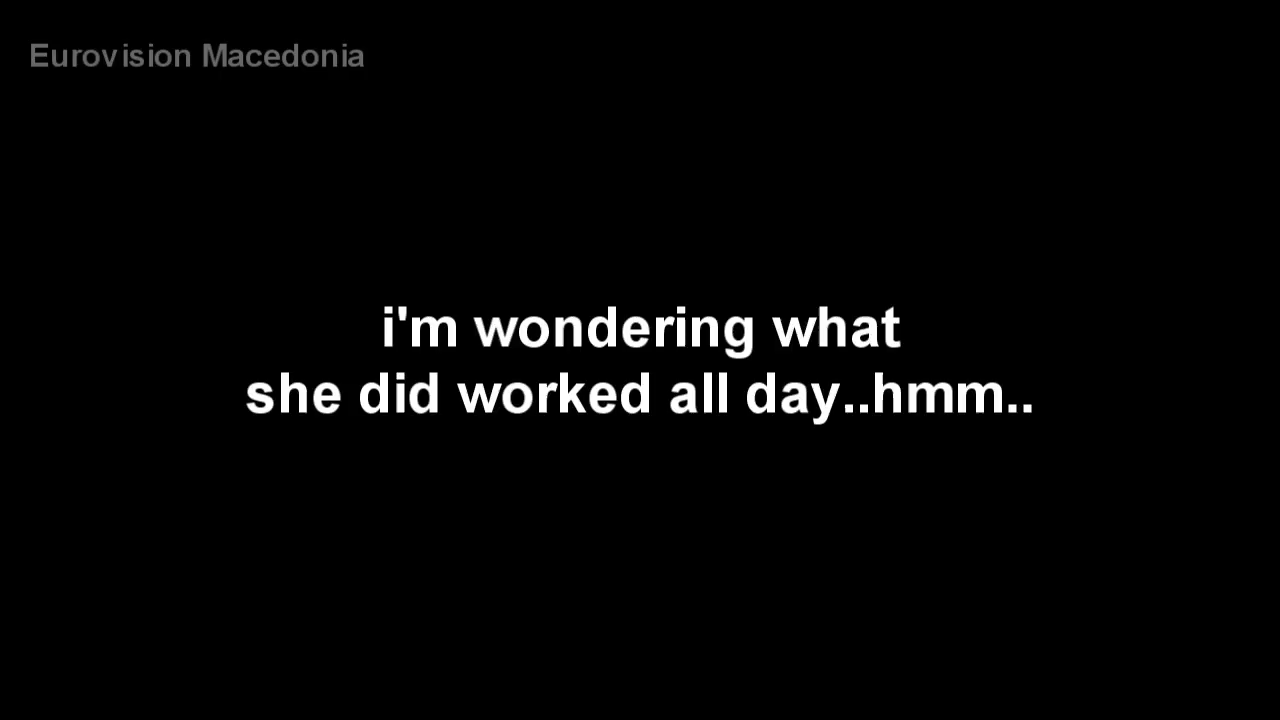 Eurovision Macedonia
i'm wondering what
she did worked all day..hmm..